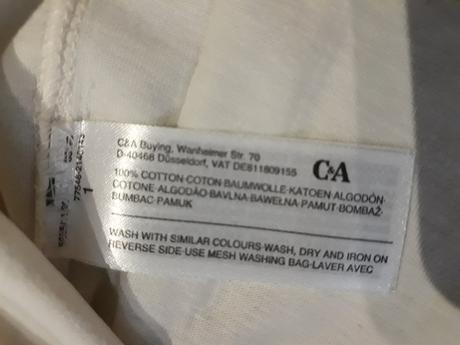 C&A Buying, Wanheimer Str. 70
D-40468 Düsseldorf, VAT DE811809155
C&A
100% COTTON-COTON-BAUMWOLLE-KATOEN-ALGODÓN-
COTONE-ALGODÃO-BAVLNA-BAWEŁNA-PAMUT-BOMBAŽ-
BUMBAC-PAMUK
WASH WITH SIMILAR COLOURS-WASH, DRY AND IRON ON
REVERSE SIDE-USE MESH WASHING BAG-LAVER AVEC
1